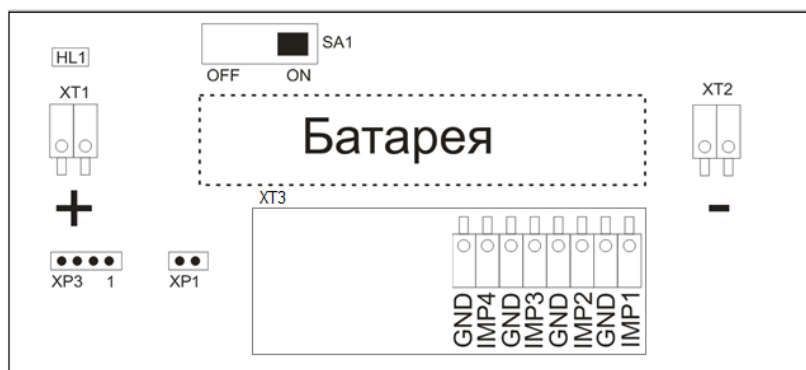 HL1
SA1
OFF ON
XT1
XT2
Батарея
+
-
XT3
XP3 1
XP1
GND
IMP4
GND
IMP3
GND
IMP2
GND
IMP1